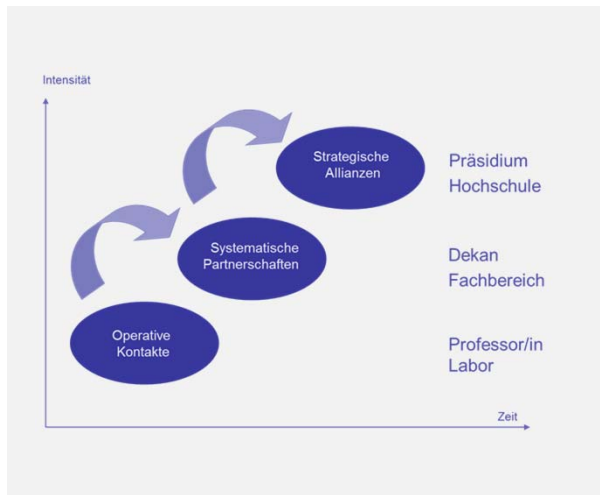 Intensität
Strategische
Allianzen
Präsidium
Hochschule
Systematische
Partnerschaften
Dekan
Fachbereich
Operative
Kontakte
Professor/in
Labor
Zeit